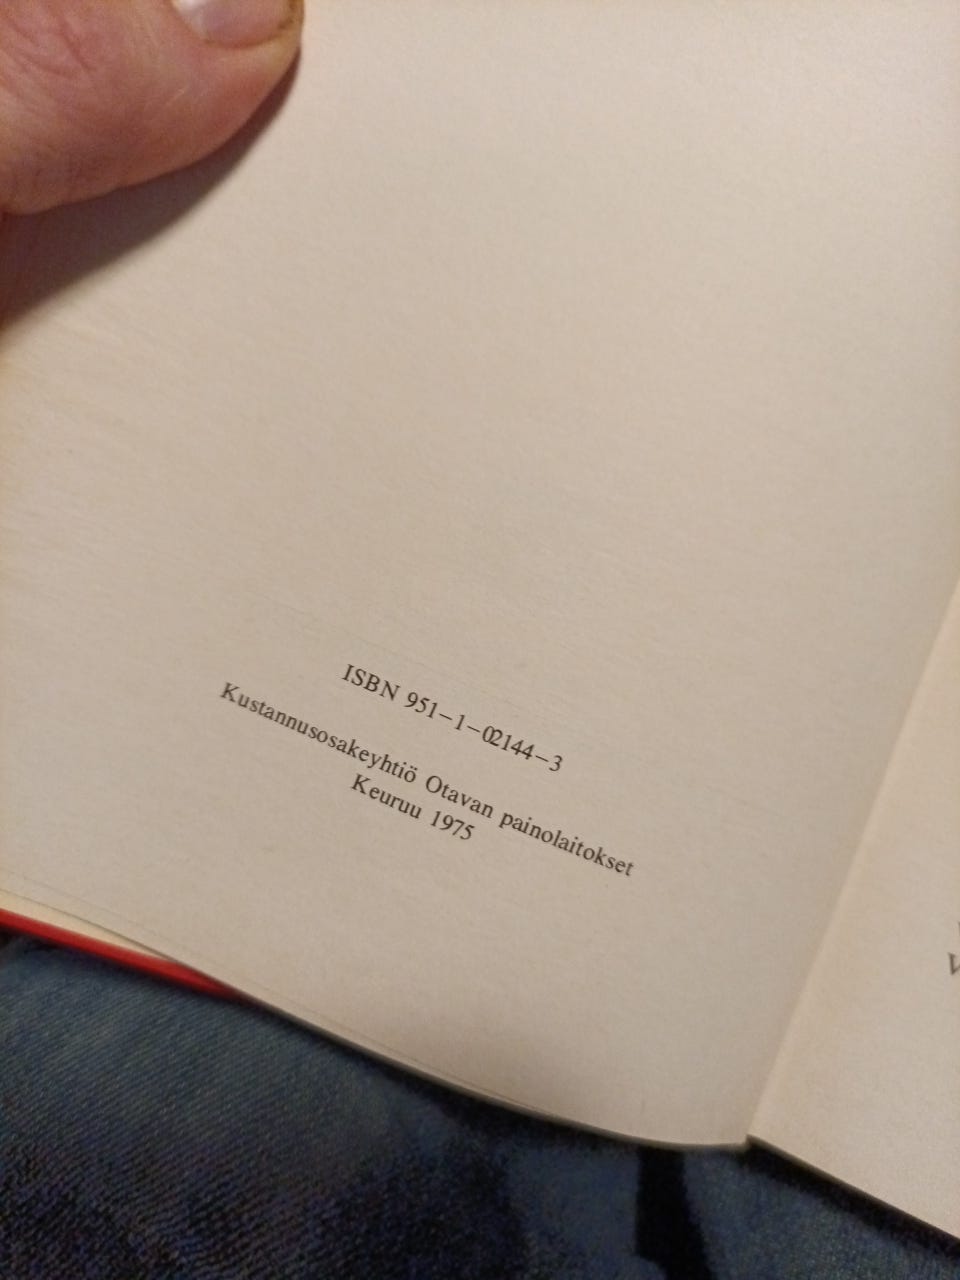 ISBN 951–1–02144–3
Kustannusosakeyhtiö Otavan painolaitokset
Keuruu 1975